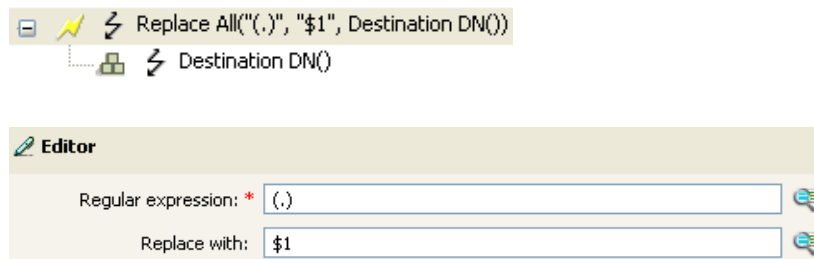 Replace All("(.)", "$1", Destination DN())
Destination DN()
Editor
Regular expression: * (.)
Replace with: $1